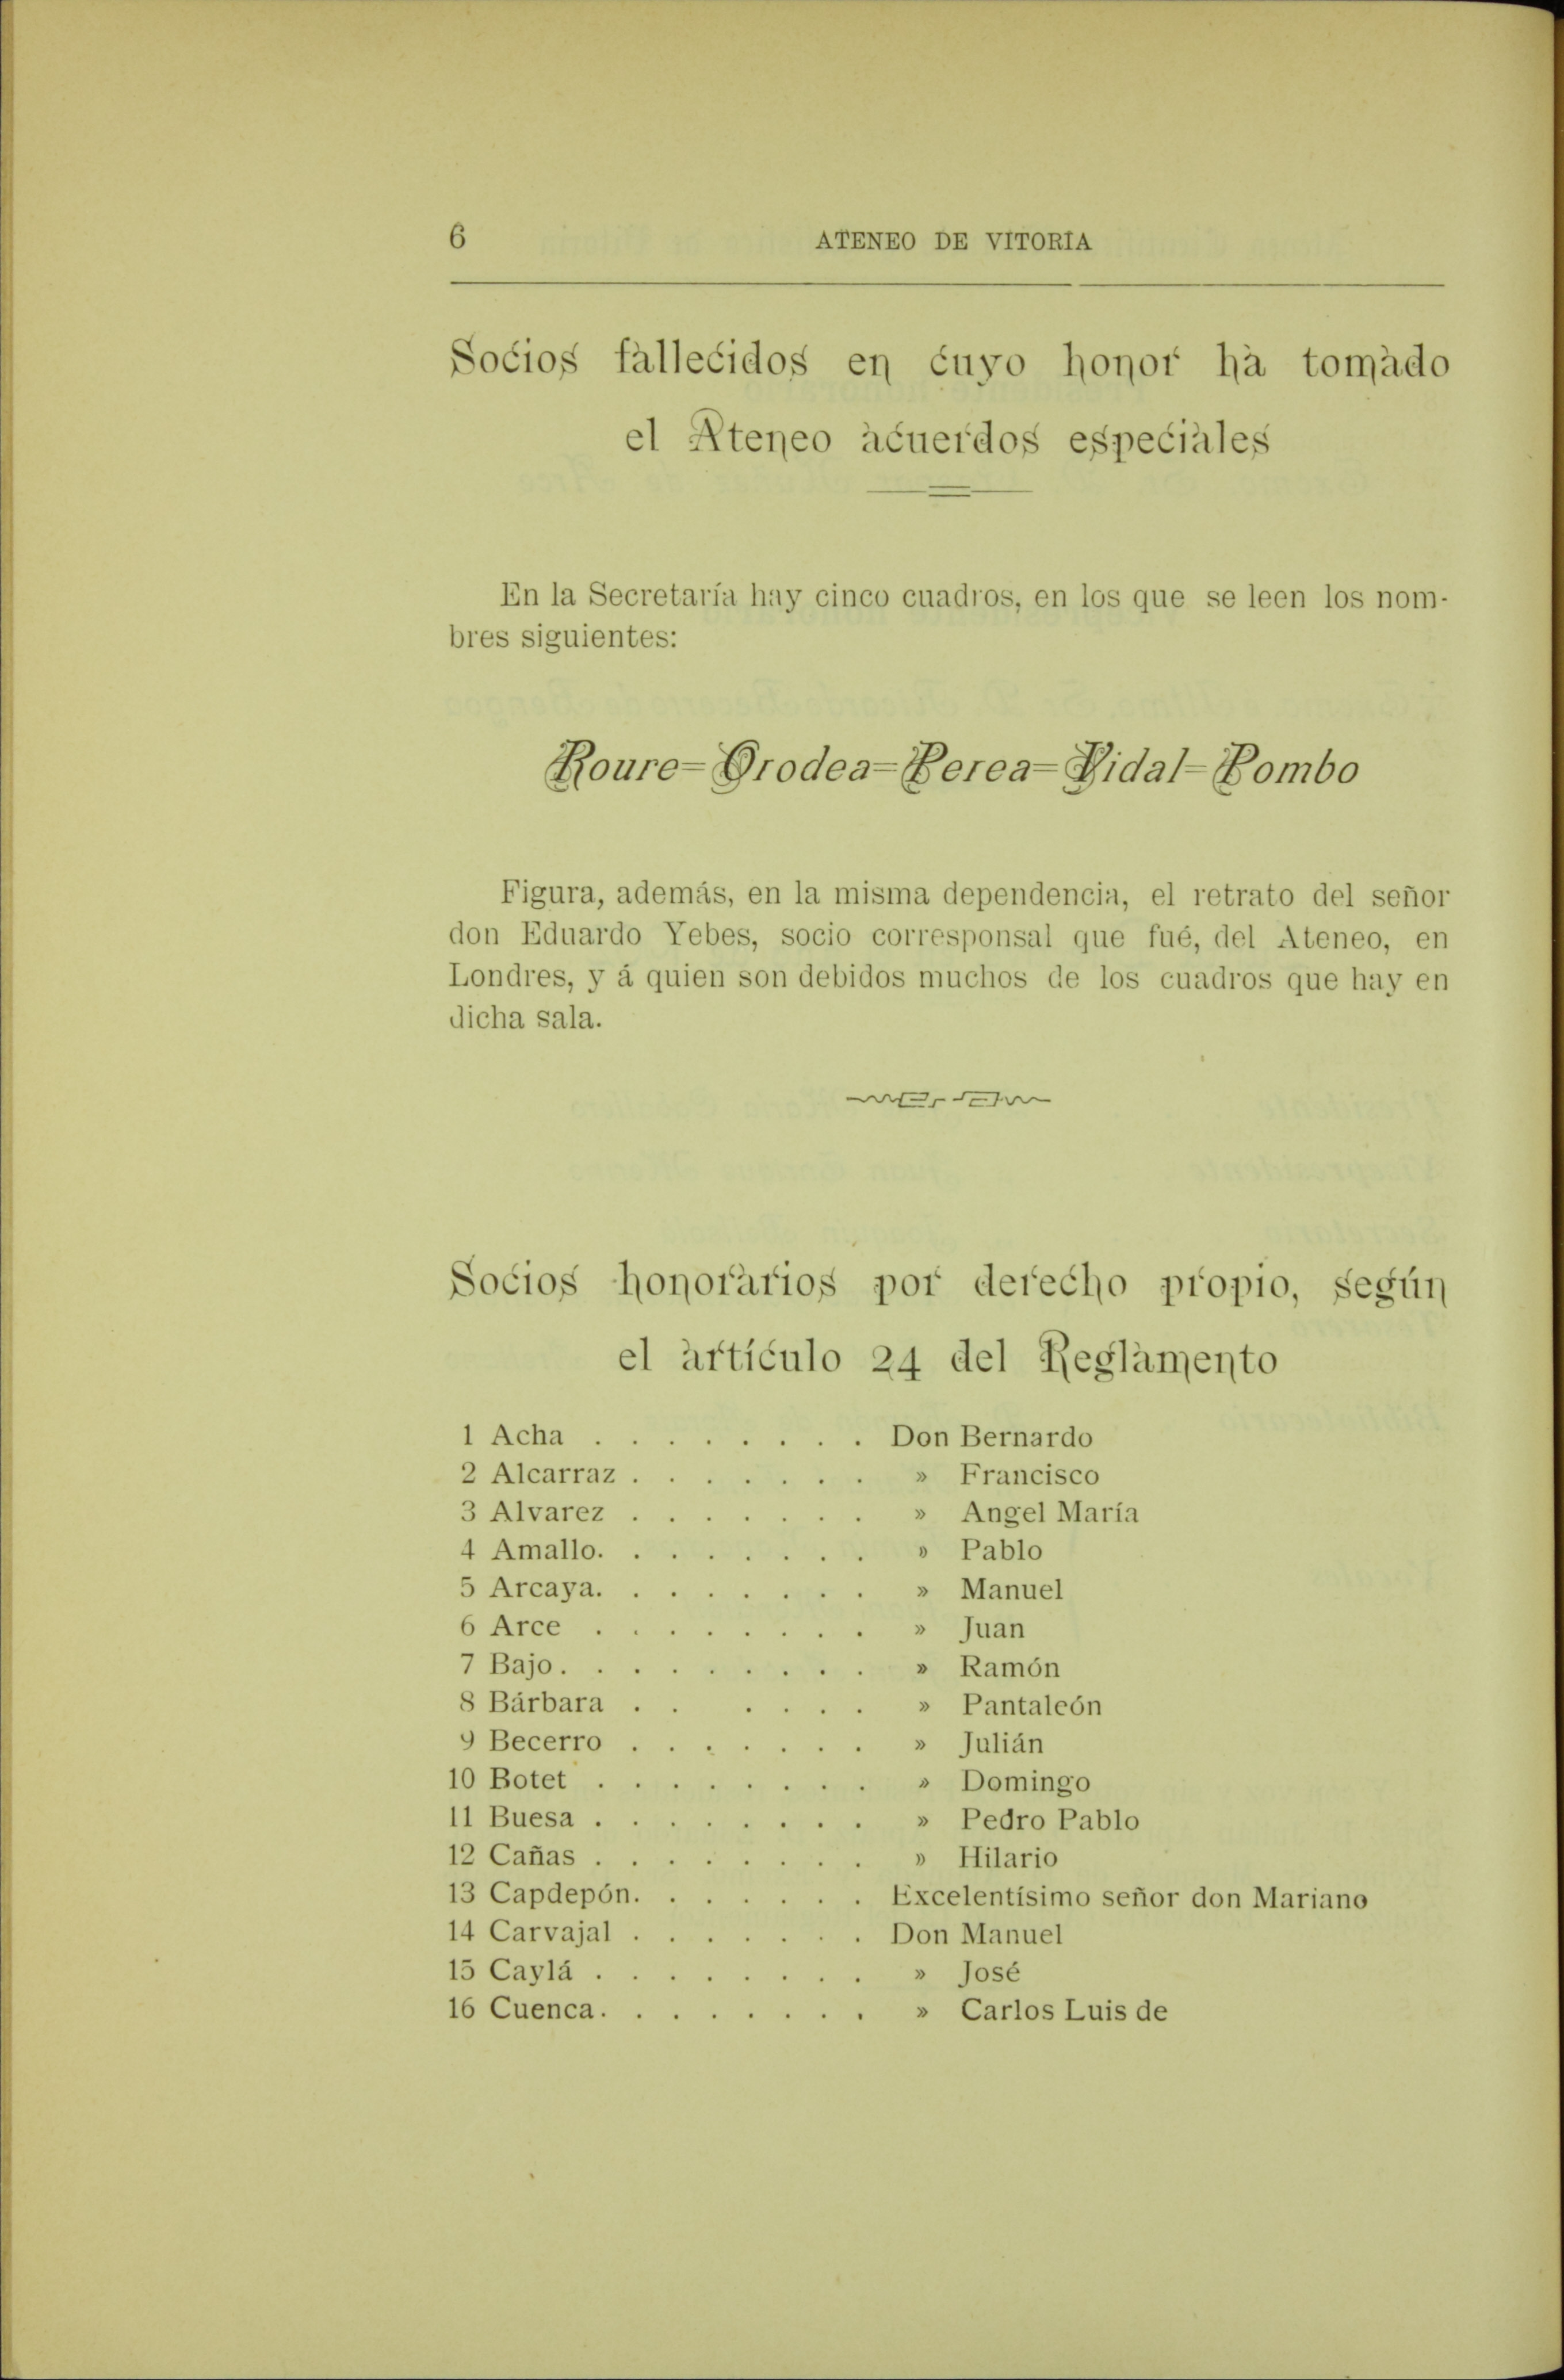 6 ATENEO DE VITORIA
Socios fallecidos en cuyo honor ha tomado
el Ateneo acuerdos especiales
En la Secretaría hay cinco cuadros, en los que se leen los nom-
bres siguientes:
Roure=Orodea=Perea=Vidal=Pombo
Figura, además, en la misma dependencia, el retrato del señor
don Eduardo Yebes, socio corresponsal que fué, del Ateneo, en
Londres, y á quien son debidos muchos de los cuadros que hay en
dicha sala.
Socios honorarios por derecho propio, según
el artículo 24 del Reglamento
1 Acha . . . . . . . . Don Bernardo
2 Alcarraz . . . . . . . » Francisco
3 Alvarez . . . . . . . » Angel María
4 Amallo. . . . . . . . » Pablo
5 Arcaya. . . . . . . . » Manuel
6 Arce . . . . . . . . » Juan
7 Bajo. . . . . . . . . » Ramón
8 Bárbara . . . . . . » Pantaleón
9 Becerro . . . . . . . » Julián
10 Botet . . . . . . . . » Domingo
11 Buesa . . . . . . . . » Pedro Pablo
12 Cañas . . . . . . . . » Hilario
13 Capdepón. . . . . . . Excelentísimo señor don Mariano
14 Carvajal . . . . . . . Don Manuel
15 Caylá . . . . . . . . » José
16 Cuenca. . . . . . . . » Carlos Luis de